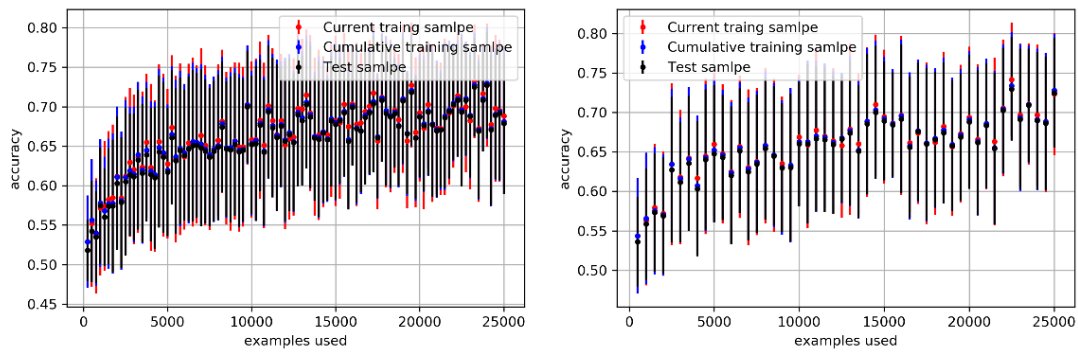 0.80
0.75
0.70
0.65
0.60
0.55
0.50
0.45
accuracy
Current traing samlpe
Cumulative training samlpe
Test samlpe
0 5000 10000 15000 20000 25000
examples used
0.80
0.75
0.70
0.65
0.60
0.55
0.50
accuracy
Current traing samlpe
Cumulative training samlpe
Test samlpe
0 5000 10000 15000 20000 25000
examples used